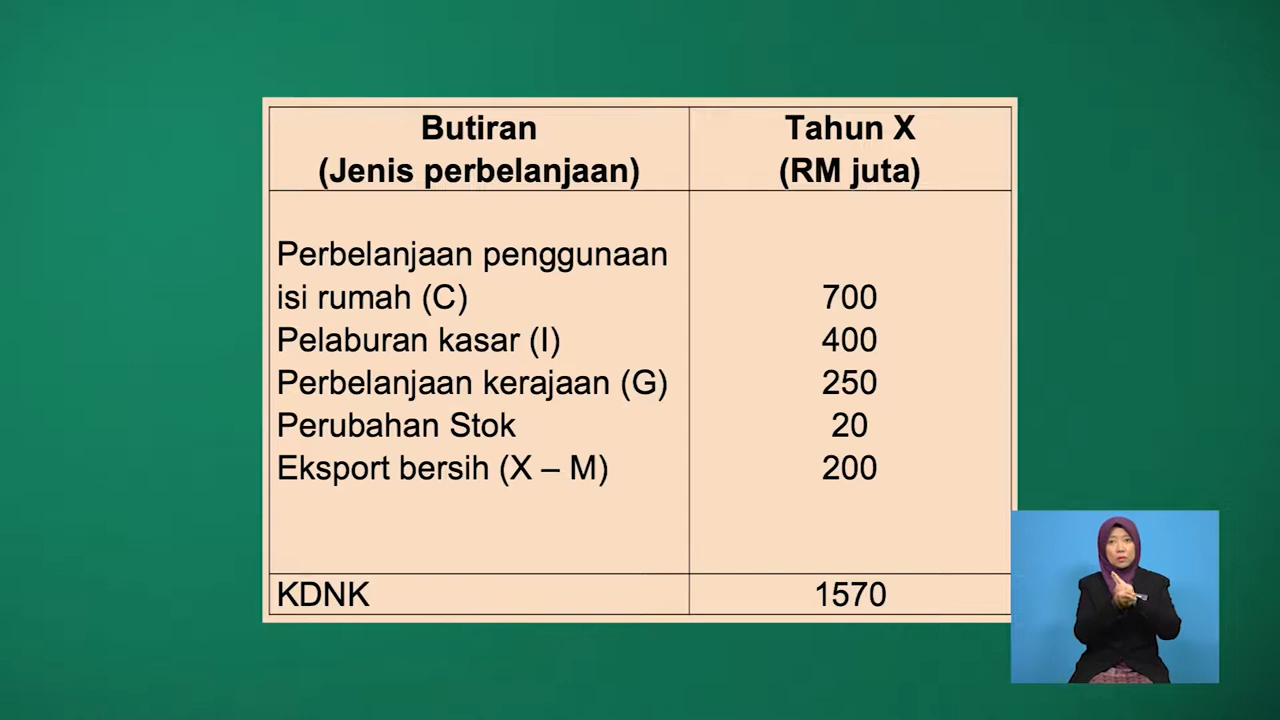 Butiran
(Jenis perbelanjaan)
Tahun X
(RM juta)
Perbelanjaan penggunaan
isi rumah (C) 700
Pelaburan kasar (I) 400
Perbelanjaan kerajaan (G) 250
Perubahan Stok 20
Eksport bersih (X – M) 200
KDNK 1570